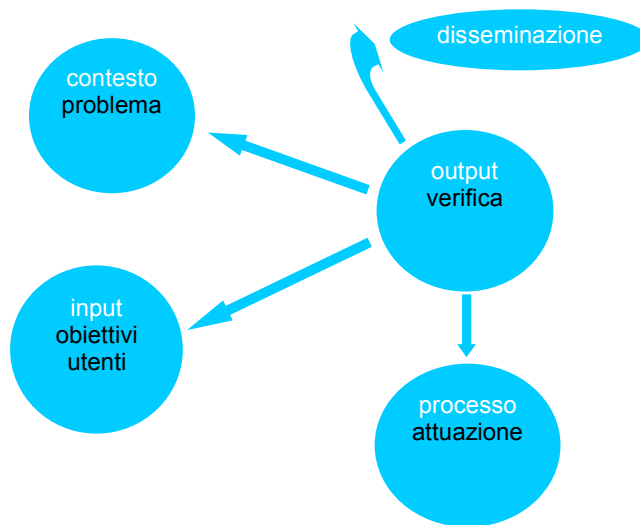 disseminazione
contesto
problema
output
verifica
input
obiettivi
utenti
processo
attuazione